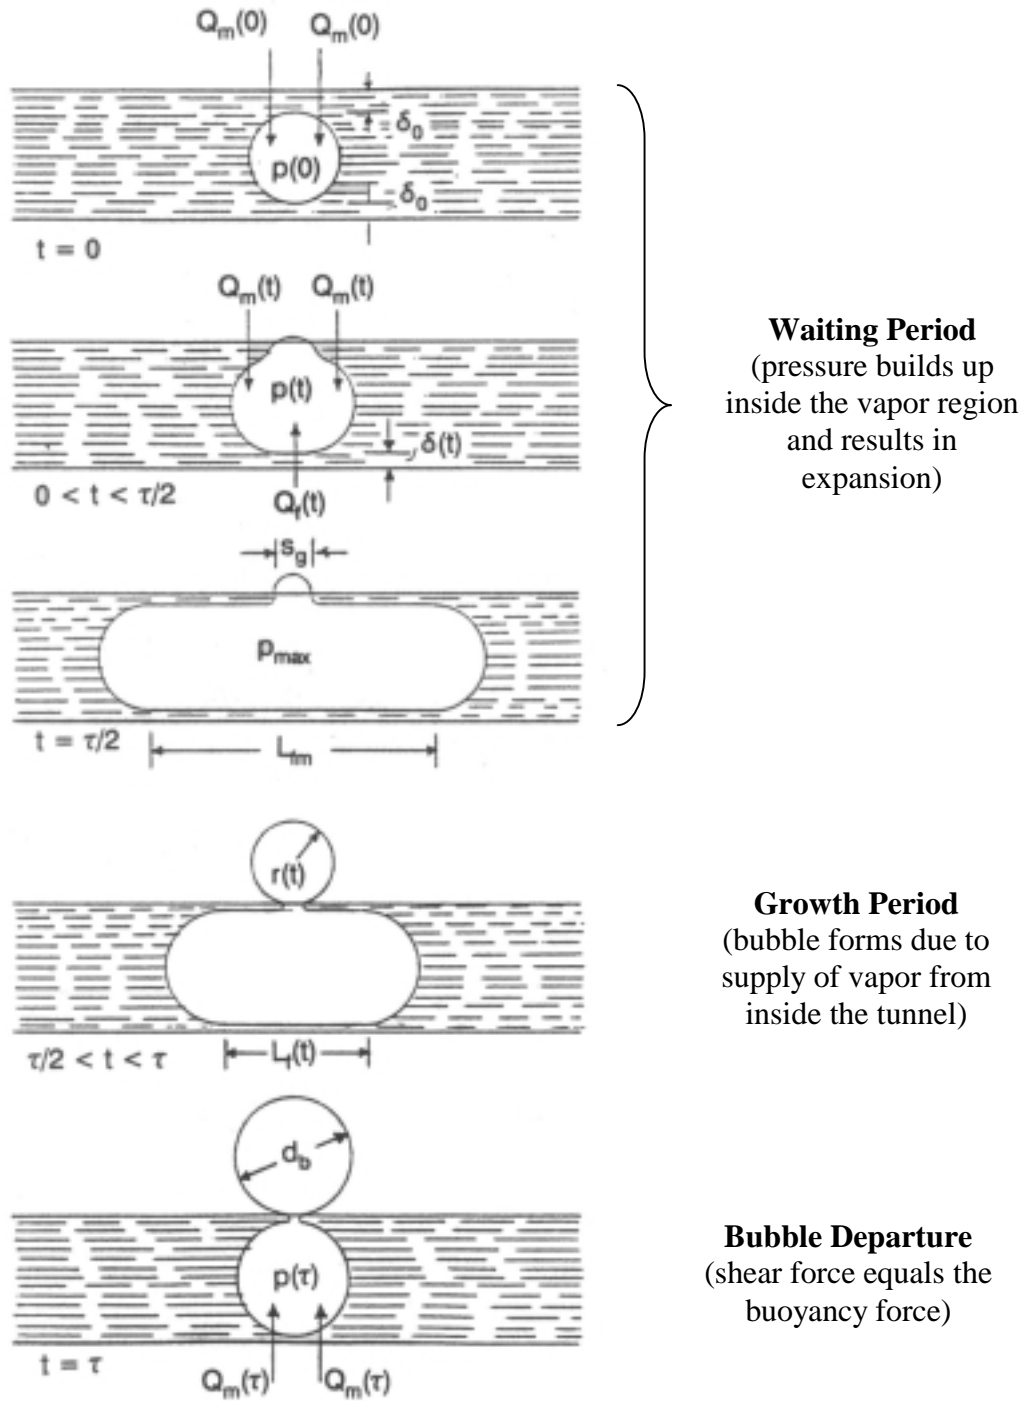 Qm(0) Qm(0)
δ0
p(0)
δ0
t = 0
Qm(t) Qm(t)
p(t)
δ(t)
0 < t < τ/2
Qf(t)
sg
pmax
t = τ/2
Lfm
Waiting Period
(pressure builds up
inside the vapor region
and results in
expansion)
r(t)
τ/2 < t < τ
Lf(t)
Growth Period
(bubble forms due to
supply of vapor from
inside the tunnel)
db
p(τ)
t = τ
Qm(τ) Qm(τ)
Bubble Departure
(shear force equals the
buoyancy force)